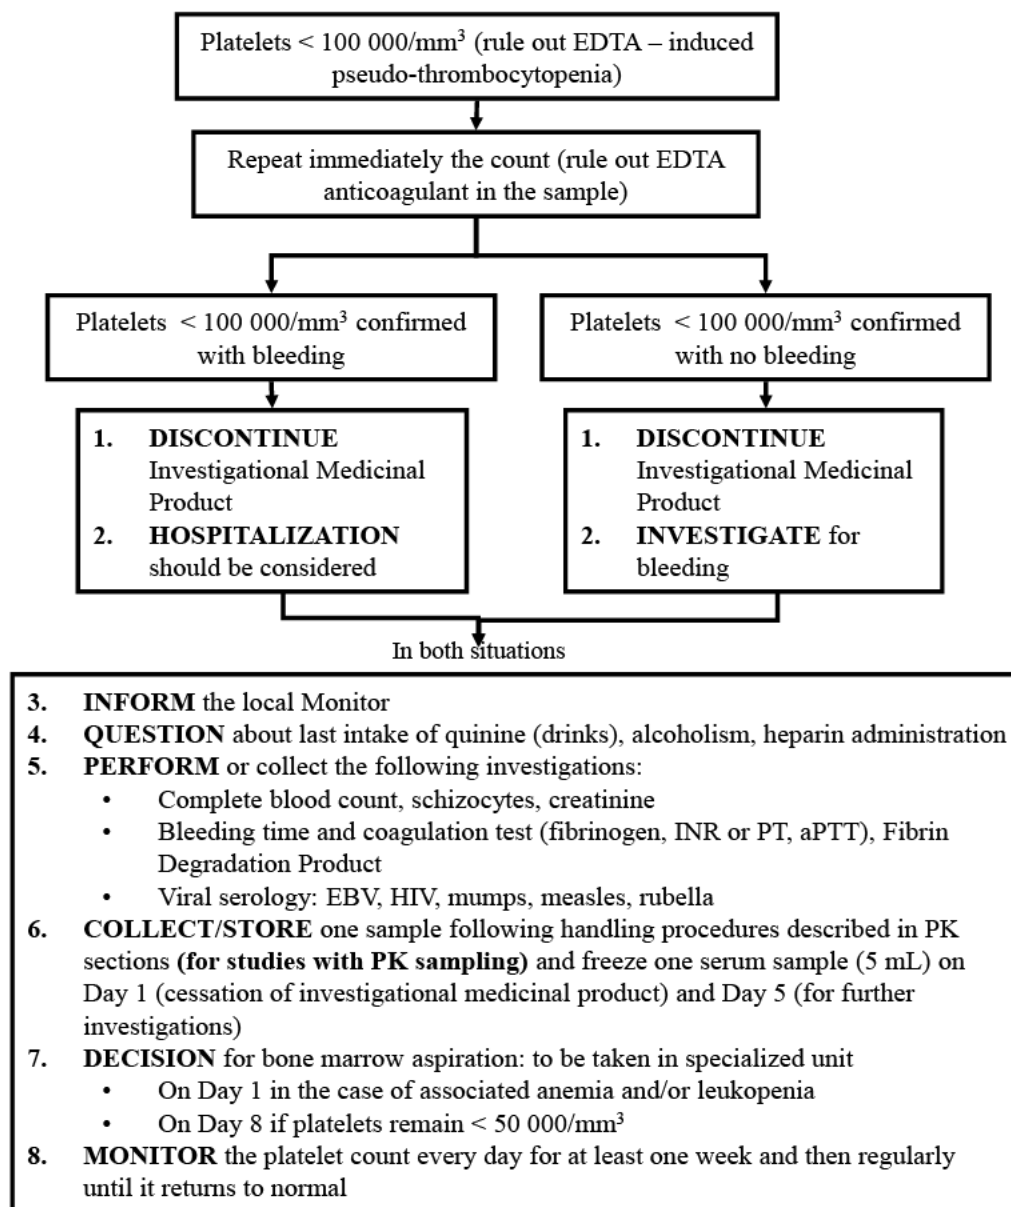 Platelets < 100 000/mm³ (rule out EDTA – induced
pseudo-thrombocytopenia)
Repeat immediately the count (rule out EDTA
anticoagulant in the sample)
Platelets < 100 000/mm³ confirmed
with bleeding
Platelets < 100 000/mm³ confirmed
with no bleeding
1. DISCONTINUE
Investigational Medicinal
Product
2. HOSPITALIZATION
should be considered
1. DISCONTINUE
Investigational Medicinal
Product
2. INVESTIGATE for
bleeding
In both situations
3. INFORM the local Monitor
4. QUESTION about last intake of quinine (drinks), alcoholism, heparin administration
5. PERFORM or collect the following investigations:
• Complete blood count, schizocytes, creatinine
• Bleeding time and coagulation test (fibrinogen, INR or PT, aPTT), Fibrin
Degradation Product
• Viral serology: EBV, HIV, mumps, measles, rubella
6. COLLECT/STORE one sample following handling procedures described in PK
sections (for studies with PK sampling) and freeze one serum sample (5 mL) on
Day 1 (cessation of investigational medicinal product) and Day 5 (for further
investigations)
7. DECISION for bone marrow aspiration: to be taken in specialized unit
• On Day 1 in the case of associated anemia and/or leukopenia
• On Day 8 if platelets remain < 50 000/mm³
8. MONITOR the platelet count every day for at least one week and then regularly
until it returns to normal